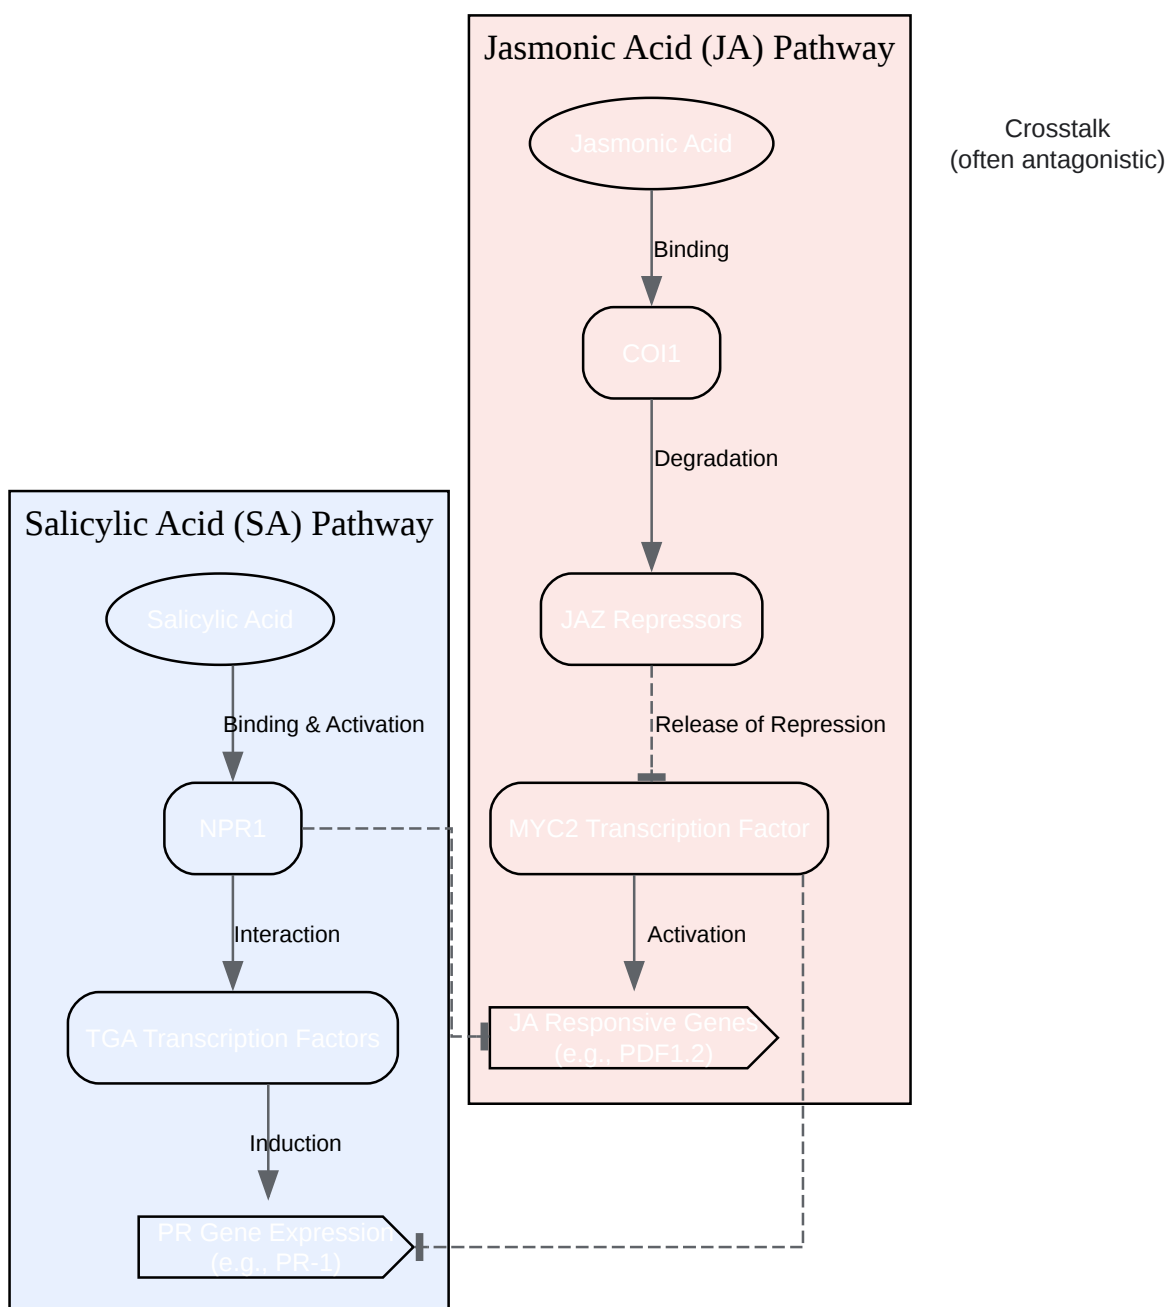 Jasmonic Acid (JA) Pathway
Jasmonic Acid
Crosstalk
(often antagonistic)
Binding
COI1
Degradation
JAZ Repressors
Release of Repression
MYC2 Transcription Factor
Activation
JA Responsive Genes
(e.g., PDF1.2)
Salicylic Acid (SA) Pathway
Salicylic Acid
Binding & Activation
NPR1
Interaction
TGA Transcription Factors
Induction
PR Gene Expression
(e.g., PR-1)